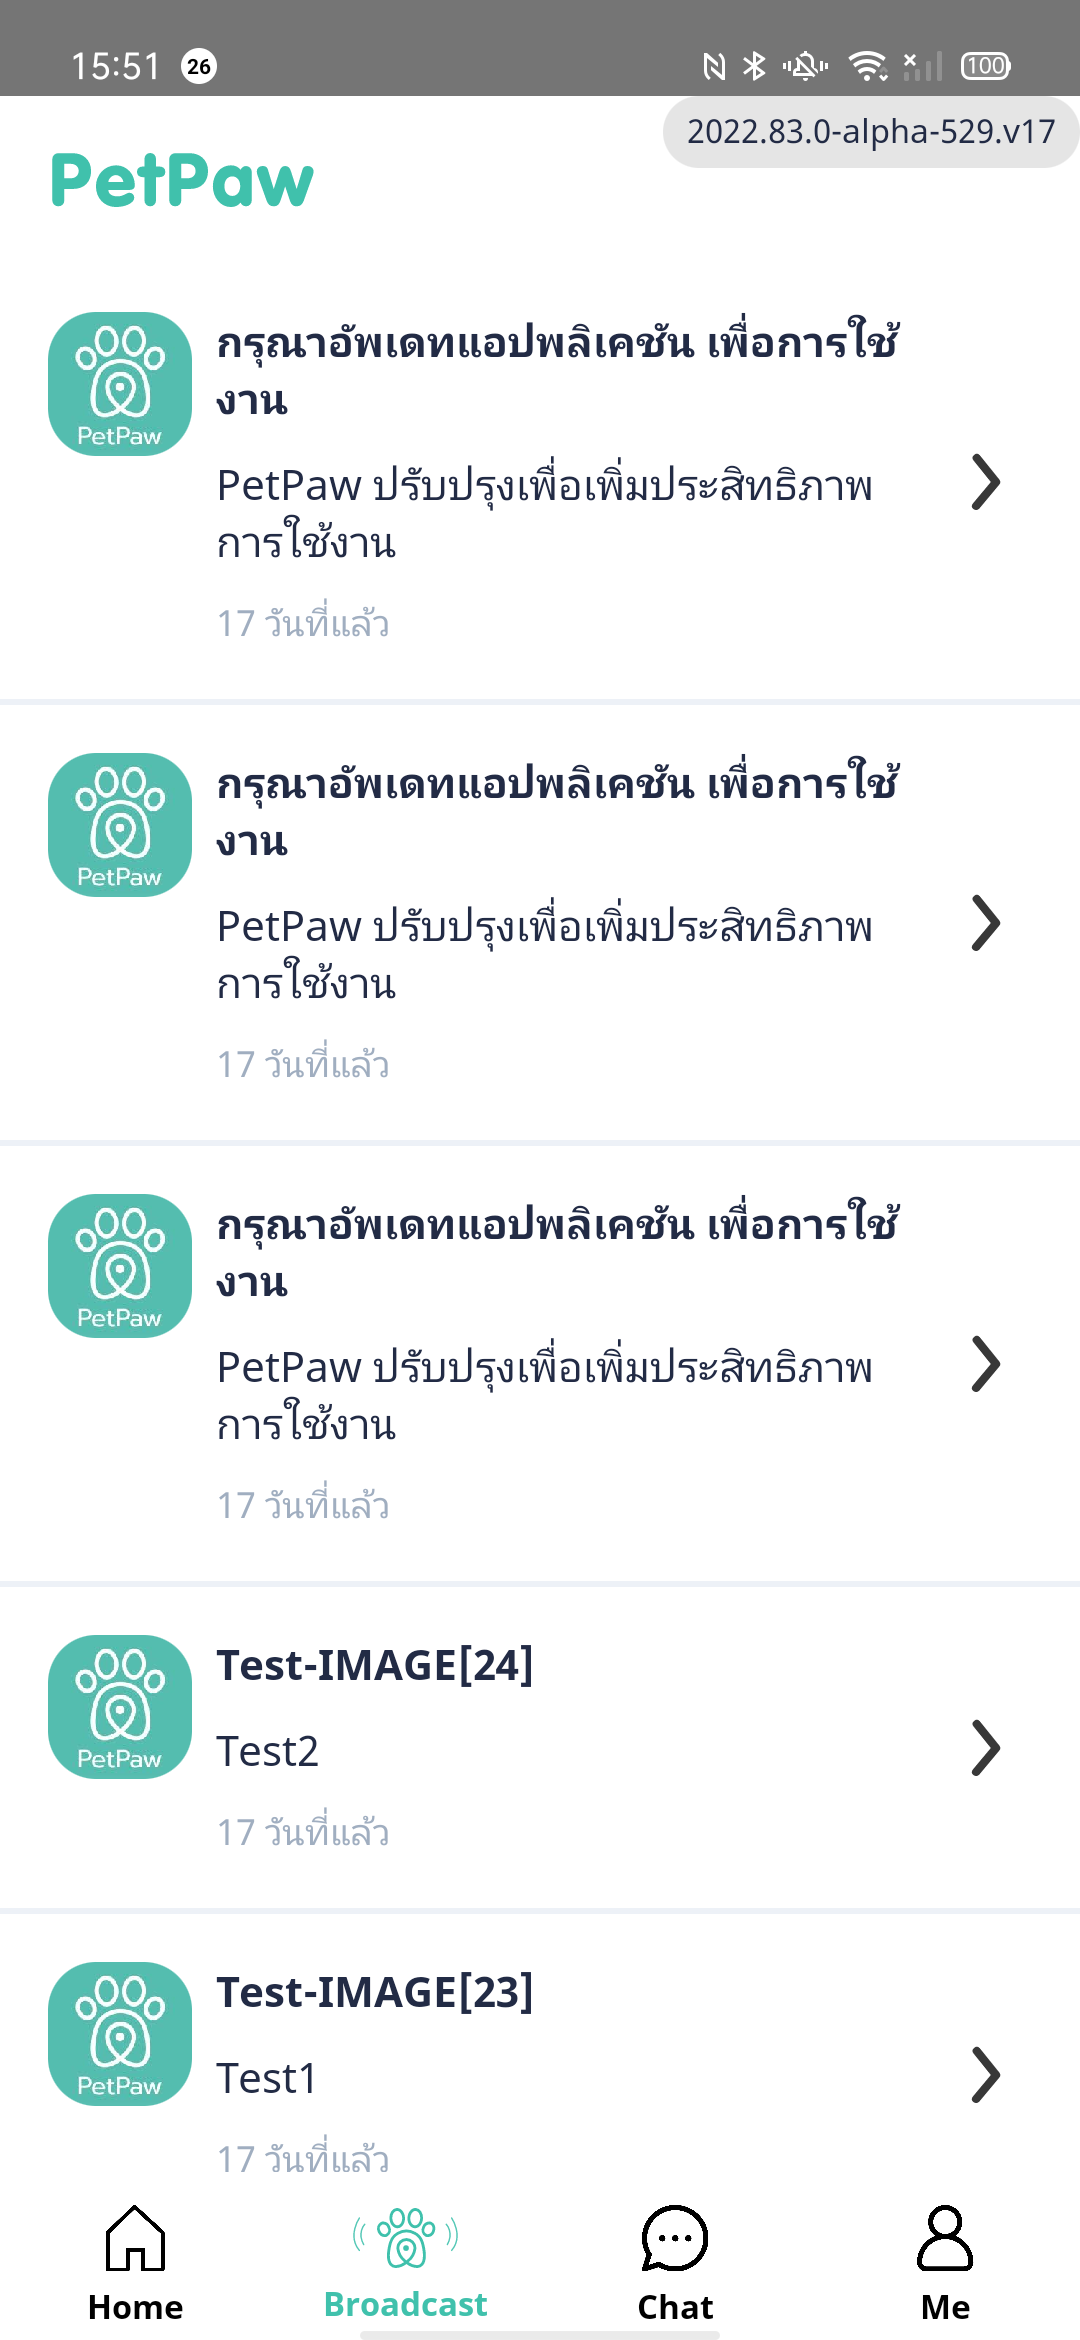 15:51 26 100
2022.83.0-alpha-529.v17
PetPaw
กรุณาอัพเดทแอปพลิเคชัน เพื่อการใช้
งาน
PetPaw
PetPaw ปรับปรุงเพื่อเพิ่มประสิทธิภาพ
การใช้งาน
17 วันที่แล้ว
กรุณาอัพเดทแอปพลิเคชัน เพื่อการใช้
งาน
PetPaw
PetPaw ปรับปรุงเพื่อเพิ่มประสิทธิภาพ
การใช้งาน
17 วันที่แล้ว
กรุณาอัพเดทแอปพลิเคชัน เพื่อการใช้
งาน
PetPaw
PetPaw ปรับปรุงเพื่อเพิ่มประสิทธิภาพ
การใช้งาน
17 วันที่แล้ว
Test-IMAGE[24]
PetPaw
Test2
17 วันที่แล้ว
Test-IMAGE[23]
PetPaw
Test1
17 วันที่แล้ว
Home Broadcast Chat Me